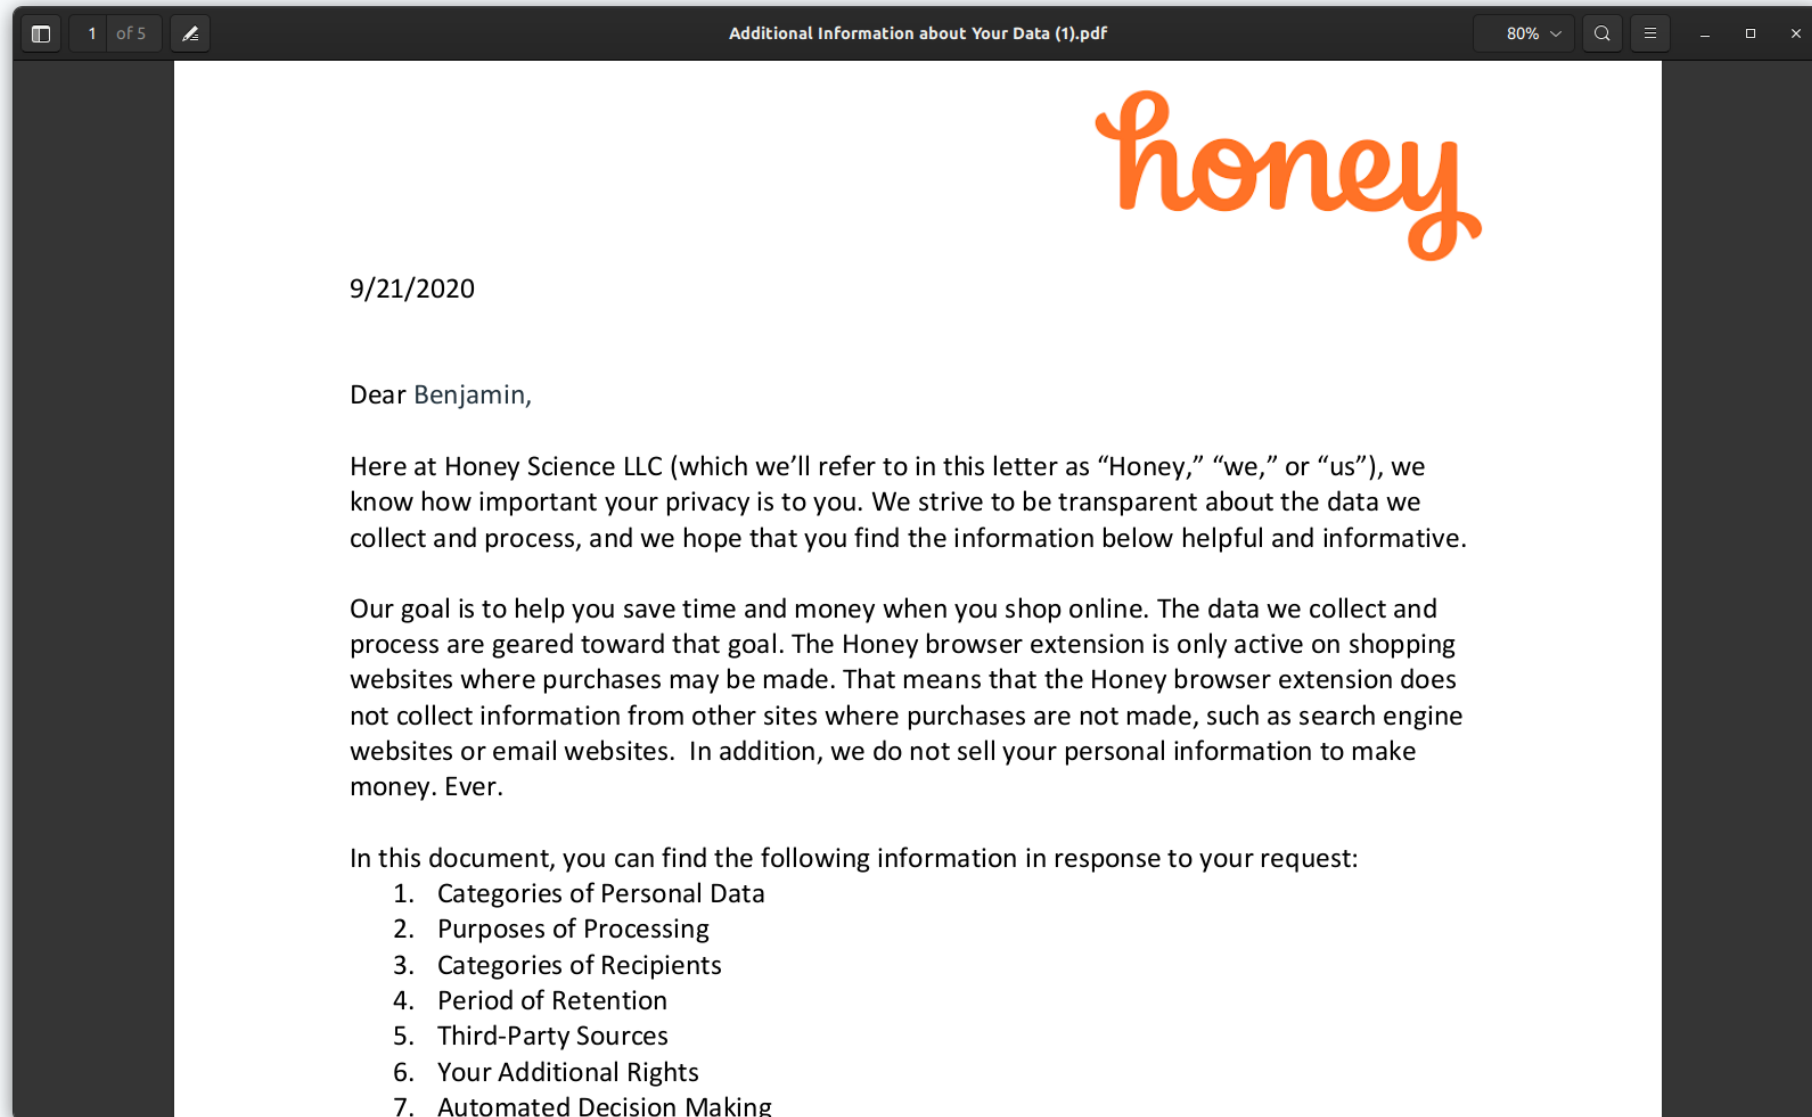 1 of 5
Additional Information about Your Data (1).pdf
80%
honey
9/21/2020
Dear Benjamin,
Here at Honey Science LLC (which we’ll refer to in this letter as “Honey,” “we,” or “us”), we
know how important your privacy is to you. We strive to be transparent about the data we
collect and process, and we hope that you find the information below helpful and informative.
Our goal is to help you save time and money when you shop online. The data we collect and
process are geared toward that goal. The Honey browser extension is only active on shopping
websites where purchases may be made. That means that the Honey browser extension does
not collect information from other sites where purchases are not made, such as search engine
websites or email websites.  In addition, we do not sell your personal information to make
money. Ever.
In this document, you can find the following information in response to your request:
1. Categories of Personal Data
2. Purposes of Processing
3. Categories of Recipients
4. Period of Retention
5. Third-Party Sources
6. Your Additional Rights
7. Automated Decision Making